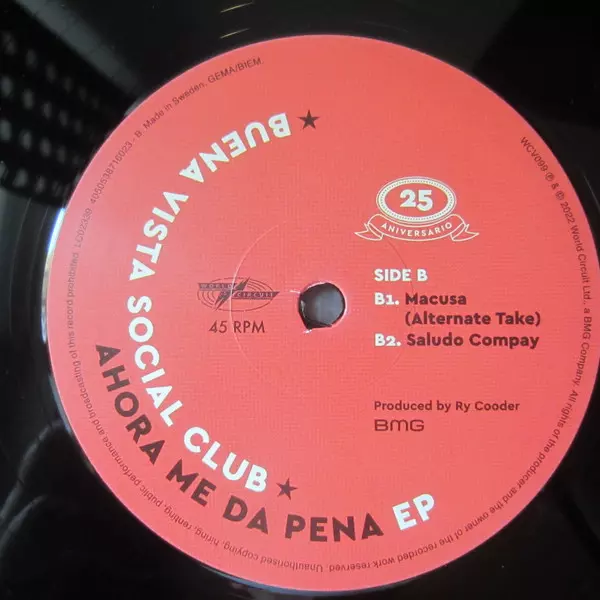 BUENA VISTA SOCIAL CLUB
AHORA ME DA PENA EP
25
ANIVERSARIO
SIDE B
B1. Macusa
(Alternate Take)
B2. Saludo Compay
WORLD CIRCUIT
45 RPM
Produced by Ry Cooder
BMG
WCV099 ℗ & © 2022 World Circuit Ltd., a BMG Company. All rights of the producer and the owner of the recorded work reserved. Unauthorised copying, hiring, renting, public performance and broadcasting of this record prohibited. LC02339. 4050538716023 - B. Made in Sweden. GEMA/BIEM.